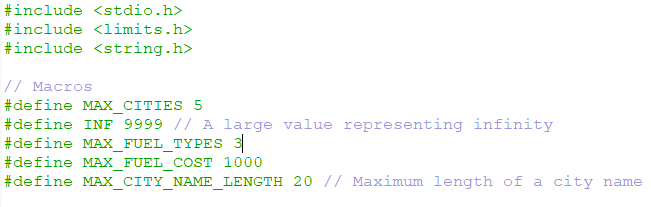 #include <stdio.h>
#include <limits.h>
#include <string.h>
// Macros
#define MAX_CITIES 5
#define INF 9999 // A large value representing infinity
#define MAX_FUEL_TYPES 3
#define MAX_FUEL_COST 1000
#define MAX_CITY_NAME_LENGTH 20 // Maximum length of a city name